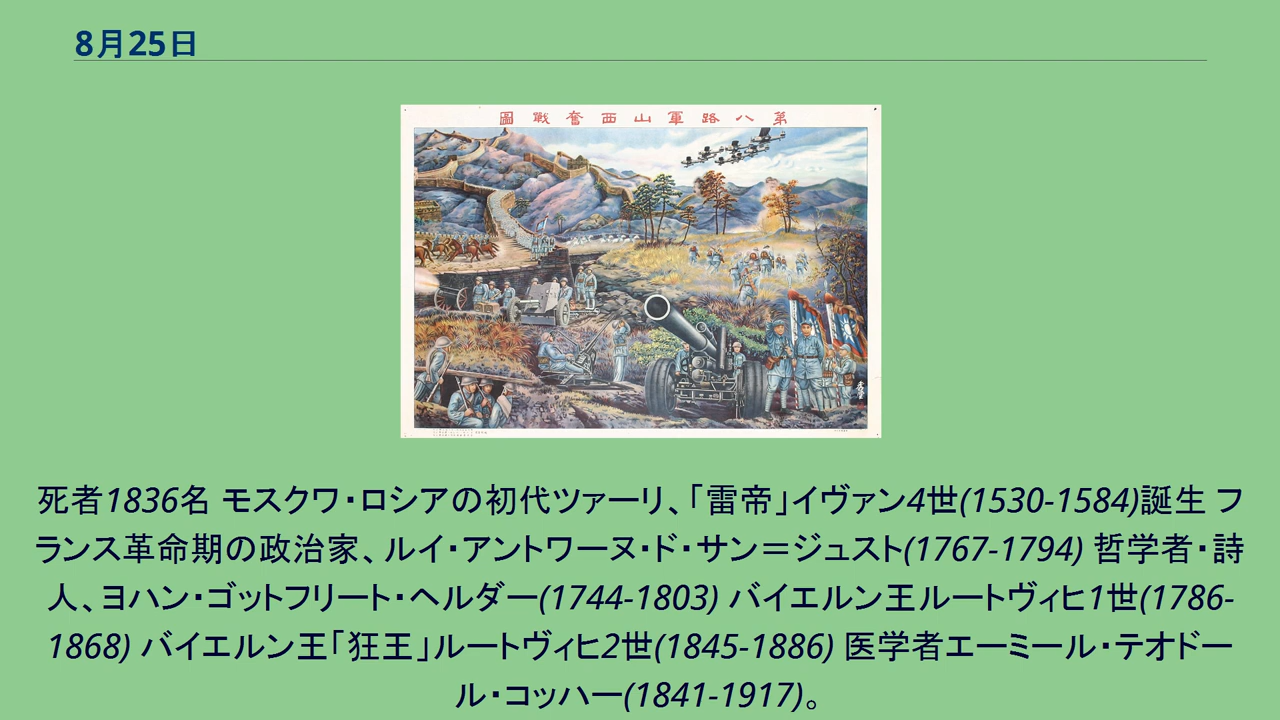 8月25日
第八路軍山西奮戰圖
死者1836名 モスクワ・ロシアの初代ツァーリ、「雷帝」イヴァン4世(1530-1584)誕生 フ
ランス革命期の政治家、ルイ・アントワーヌ・ド・サン＝ジュスト(1767-1794) 哲学者・詩
人、ヨハン・ゴットフリート・ヘルダー(1744-1803) バイエルン王ルートヴィヒ1世(1786-
1868) バイエルン王「狂王」ルートヴィヒ2世(1845-1886) 医学者エーミール・テオドー
ル・コッハー(1841-1917)。